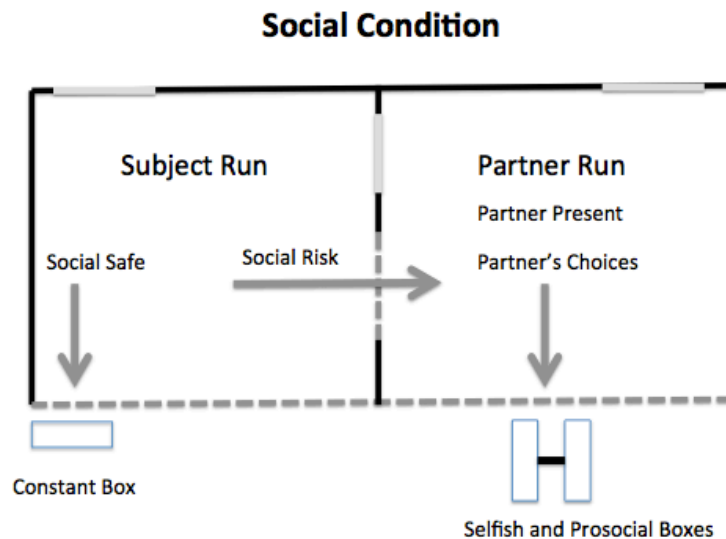 Social Condition
Subject Run
Partner Run
Partner Present
Social Safe
Social Risk
Partner's Choices
Constant Box
Selfish and Prosocial Boxes